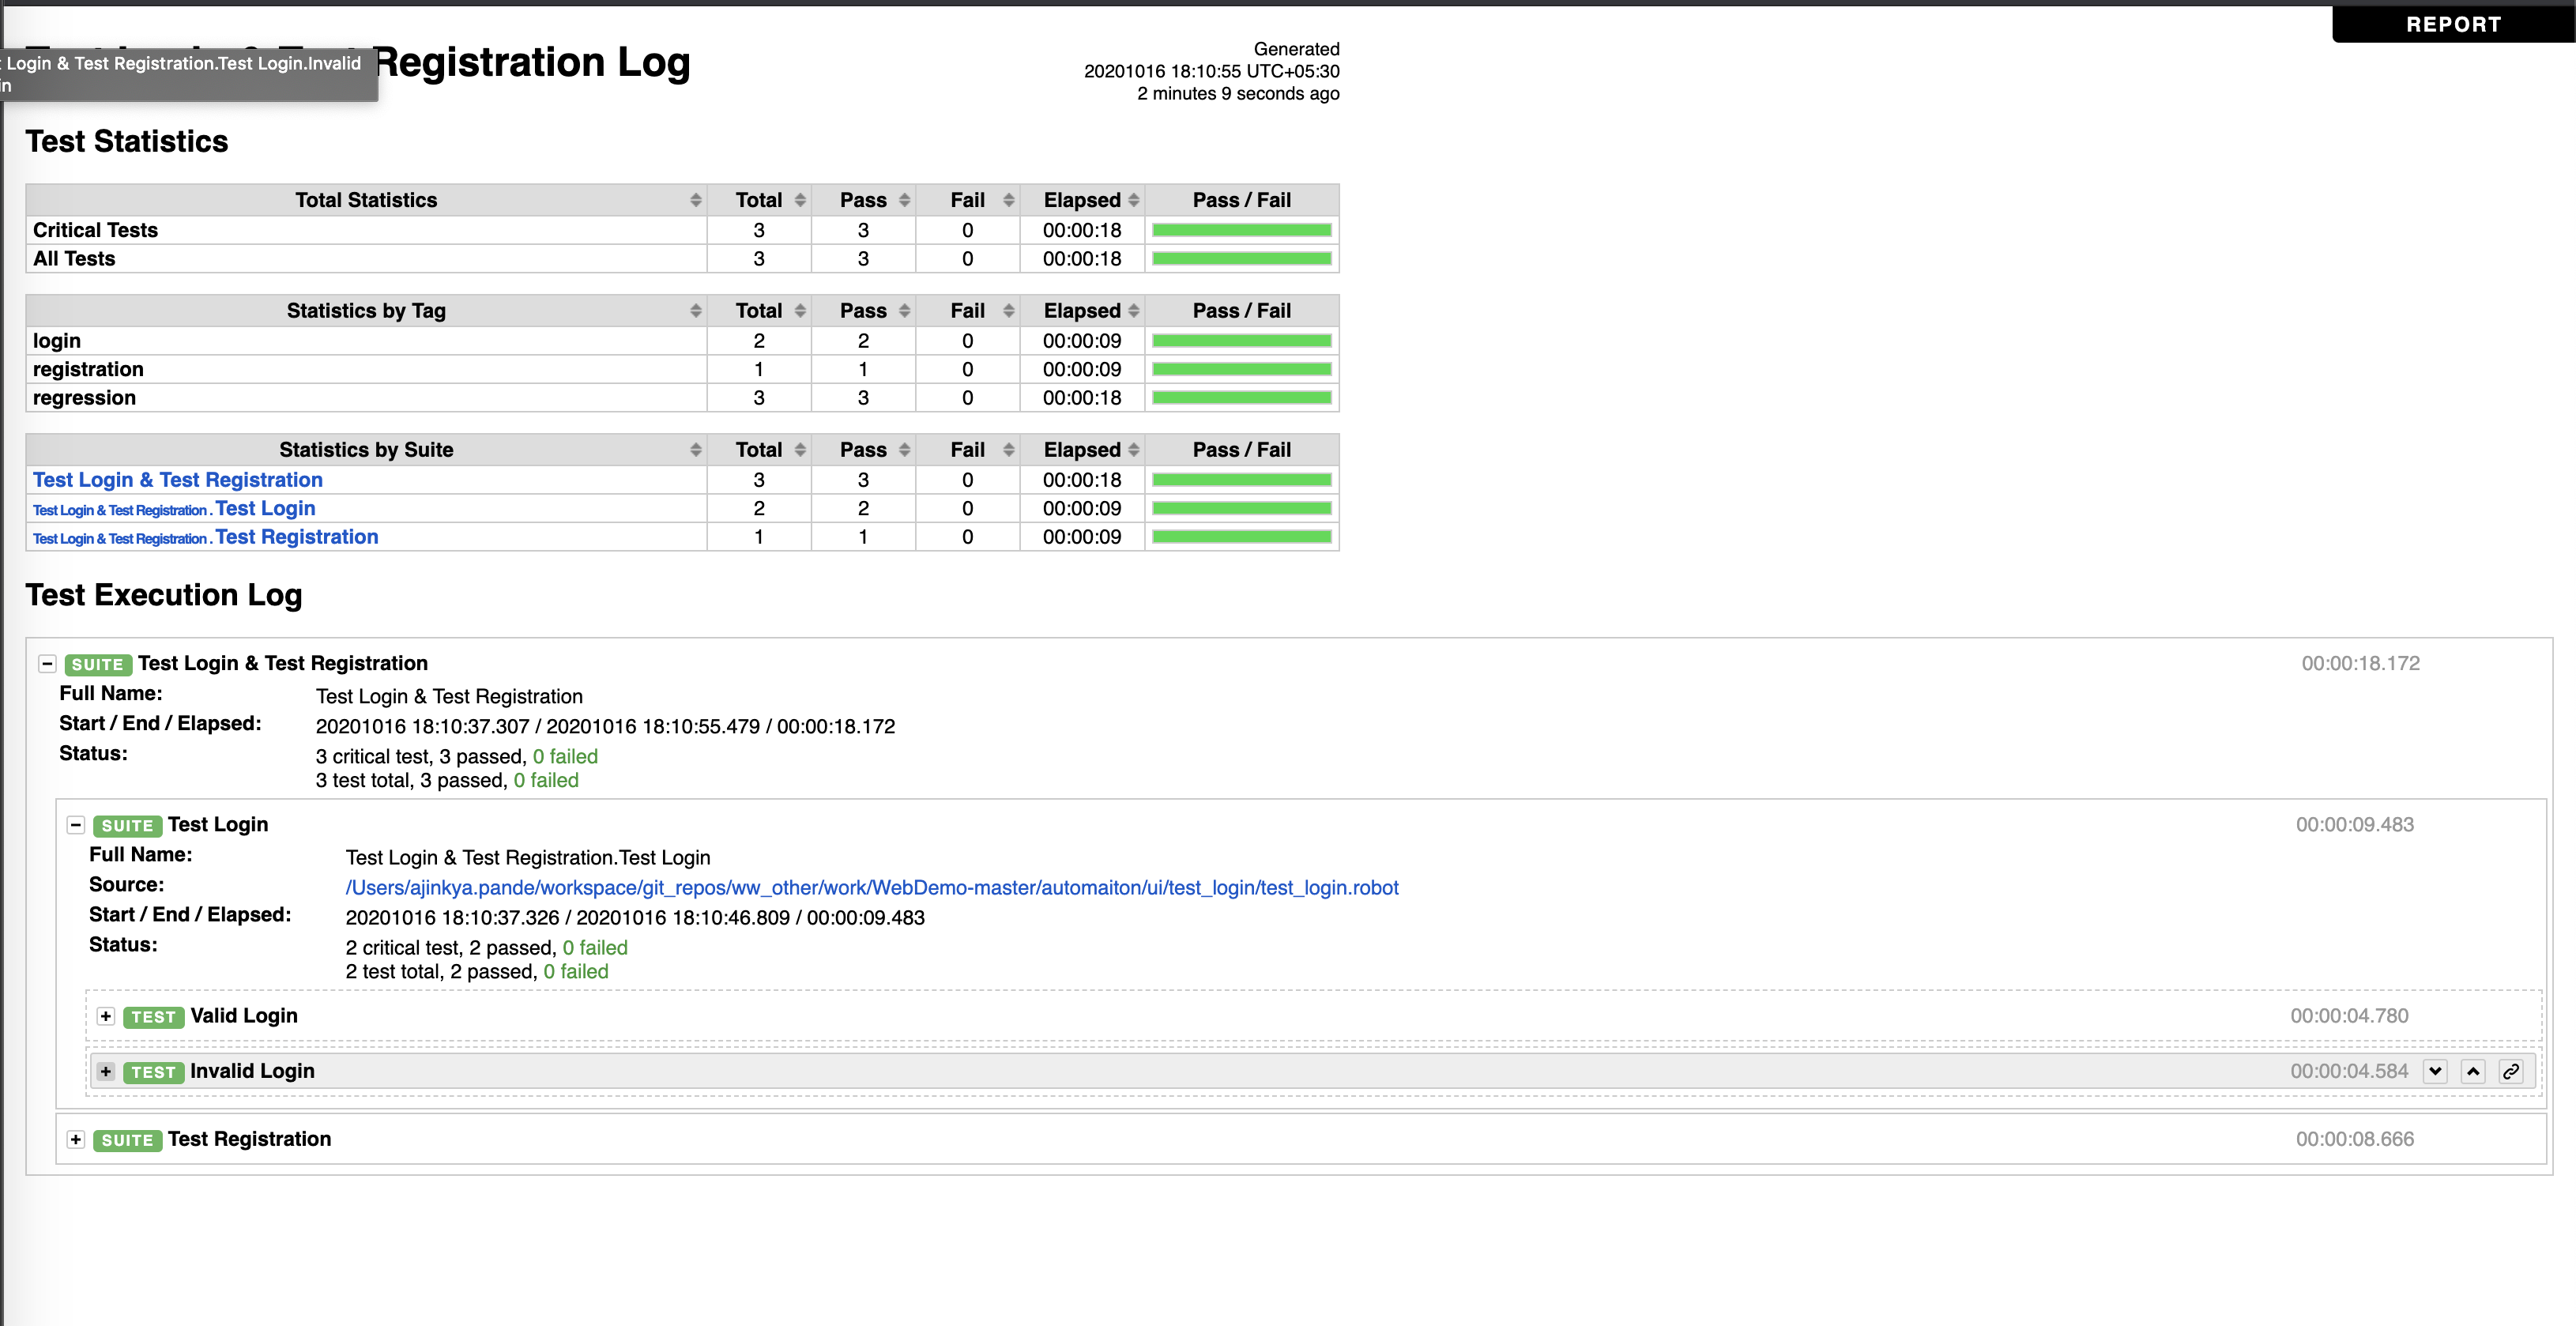 REPORT
Registration Log
Login & Test Registration.Test Login.Invalid
in
Generated
20201016 18:10:55 UTC+05:30
2 minutes 9 seconds ago
Test Statistics
Total Statistics Total Pass Fail Elapsed Pass / Fail
Critical Tests 3 3 0 00:00:18
All Tests 3 3 0 00:00:18
Statistics by Tag Total Pass Fail Elapsed Pass / Fail
login 2 2 0 00:00:09
registration 1 1 0 00:00:09
regression 3 3 0 00:00:18
Statistics by Suite Total Pass Fail Elapsed Pass / Fail
Test Login & Test Registration 3 3 0 00:00:18
Test Login & Test Registration . Test Login 2 2 0 00:00:09
Test Login & Test Registration . Test Registration 1 1 0 00:00:09
Test Execution Log
SUITE Test Login & Test Registration 00:00:18.172
Full Name: Test Login & Test Registration
Start / End / Elapsed: 20201016 18:10:37.307 / 20201016 18:10:55.479 / 00:00:18.172
Status: 3 critical test, 3 passed, 0 failed
3 test total, 3 passed, 0 failed
SUITE Test Login 00:00:09.483
Full Name: Test Login & Test Registration.Test Login
Source: /Users/ajinkya.pande/workspace/git_repos/ww_other/work/WebDemo-master/automaiton/ui/test_login/test_login.robot
Start / End / Elapsed: 20201016 18:10:37.326 / 20201016 18:10:46.809 / 00:00:09.483
Status: 2 critical test, 2 passed, 0 failed
2 test total, 2 passed, 0 failed
TEST Valid Login 00:00:04.780
TEST Invalid Login 00:00:04.584
SUITE Test Registration 00:00:08.666